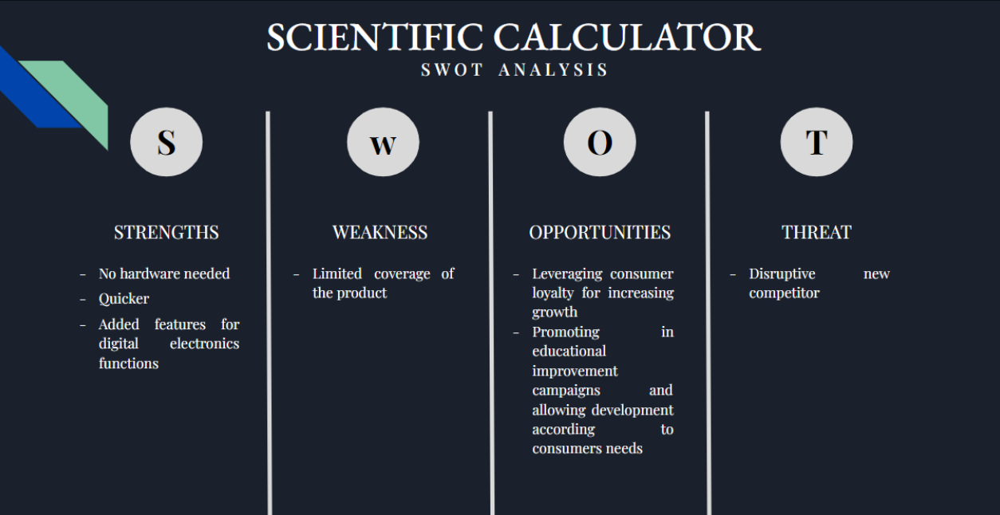 SCIENTIFIC CALCULATOR
SWOT ANALYSIS
S
STRENGTHS
- No hardware needed
- Quicker
- Added features for
digital electronics
functions
w
WEAKNESS
- Limited coverage of
the product
O
OPPORTUNITIES
- Leveraging consumer
loyalty for increasing
growth
- Promoting in
educational
improvement
campaigns and
allowing development
according to
consumers needs
T
THREAT
- Disruptive new
competitor